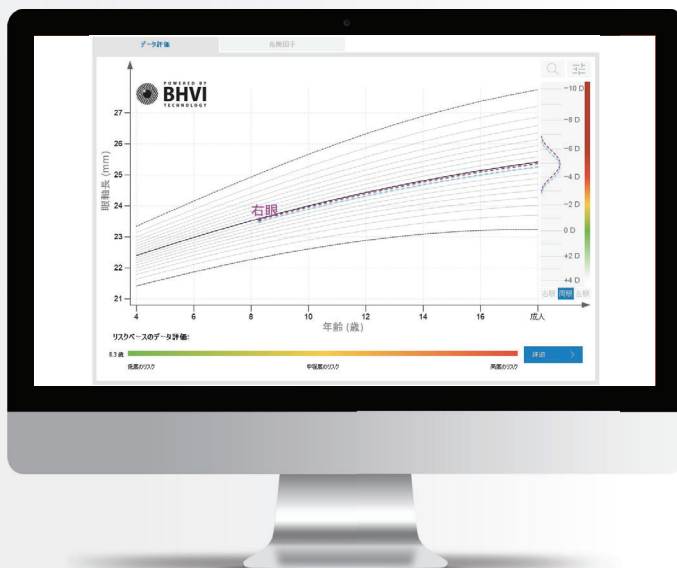 データ評価
危険因子
POWERED BY
BHVI
TECHNOLOGY
眼軸長 (mm)
27
26
25
24
23
22
21
右眼
4
6
8
10
12
14
16
成人
年齢 (歳)
-10 D
-8 D
-6 D
-4 D
-2 D
0 D
+2 D
+4 D
右眼 両眼 左眼
リスクベースのデータ評価:
8.3 歳
低度のリスク
中程度のリスク
高度のリスク
詳細